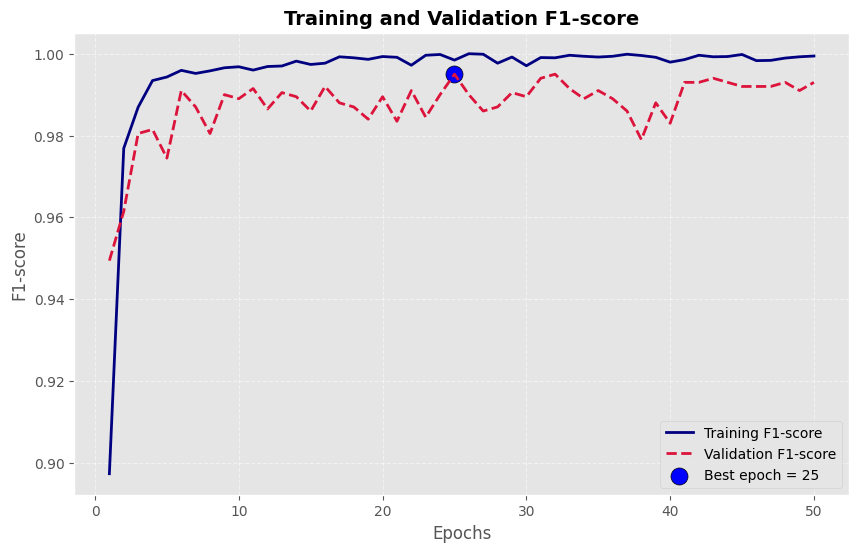 Training and Validation F1-score
1.00
0.98
0.96
0.94
0.92
0.90
F1-score
0 10 20 30 40 50
Epochs
Training F1-score
Validation F1-score
Best epoch = 25